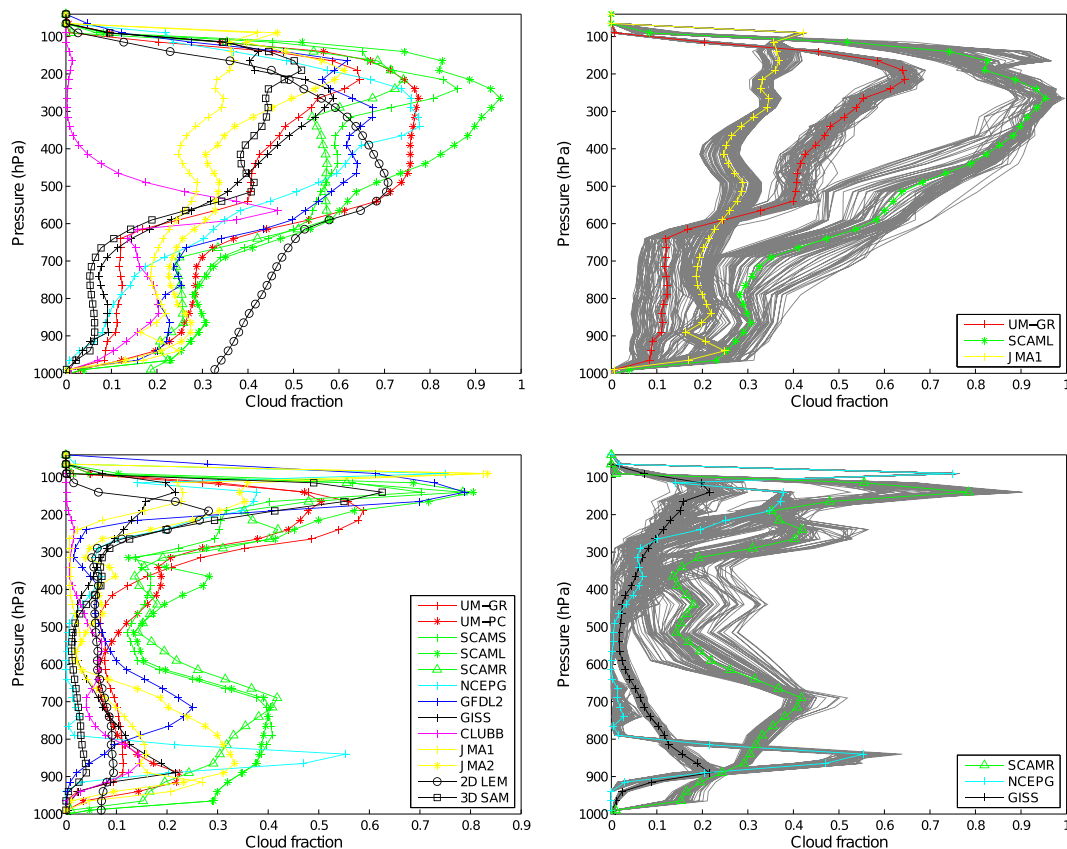 100
200
300
400
500
600
700
800
900
1000
Pressure (hPa)
0 0.1 0.2 0.3 0.4 0.5 0.6 0.7 0.8 0.9 1
Cloud fraction
100
200
300
400
500
600
700
800
900
1000
Pressure (hPa)
UM−GR
SCAML
JMA1
0 0.1 0.2 0.3 0.4 0.5 0.6 0.7 0.8 0.9 1
Cloud fraction
100
200
300
400
500
600
700
800
900
1000
Pressure (hPa)
UM−GR
UM−PC
SCAMS
SCAML
SCAMR
NCEPG
GFDL2
GISS
CLUBB
JMA1
JMA2
2D LEM
3D SAM
0 0.1 0.2 0.3 0.4 0.5 0.6 0.7 0.8 0.9
Cloud fraction
100
200
300
400
500
600
700
800
900
1000
Pressure (hPa)
SCAMR
NCEPG
GISS
0 0.1 0.2 0.3 0.4 0.5 0.6 0.7 0.8 0.9 1
Cloud fraction